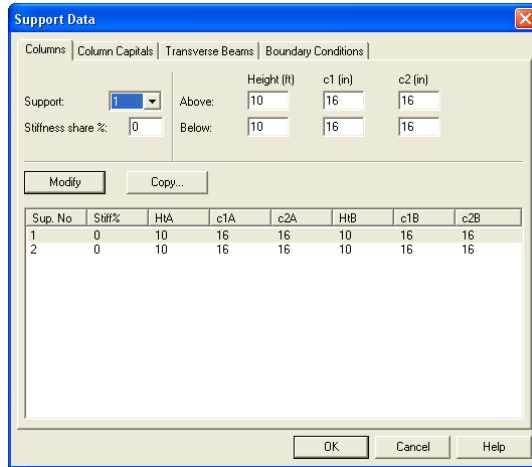 Support Data
Columns Column Capitals Transverse Beams Boundary Conditions
Height (ft) c1 (in) c2 (in)
Support: 1 Above: 10 16 16
Stiffness share %: 0 Below: 10 16 16
Modify Copy...
Sup. No Stiff% HtA c1A c2A HtB c1B c2B
1 0 10 16 16 10 16 16
2 0 10 16 16 10 16 16
OK Cancel Help